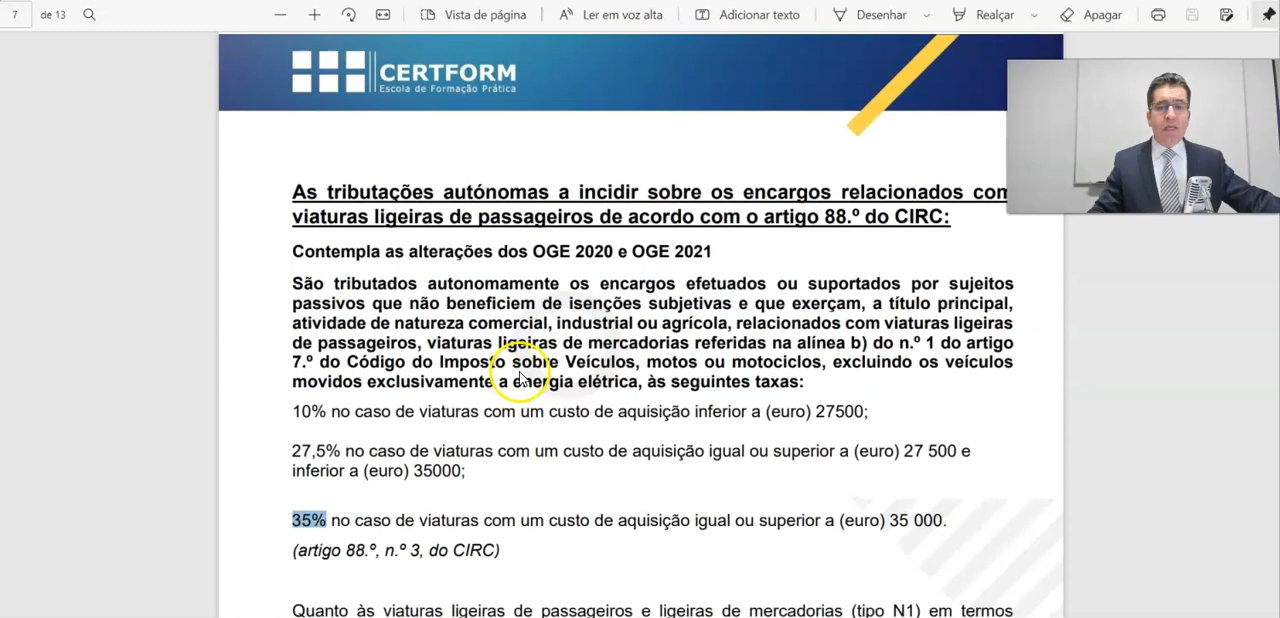 7 de 13 Vista de página Ler em voz alta Adicionar texto Desenhar Realçar Apagar
CERTFORM
Escola de Formação Prática
As tributações autónomas a incidir sobre os encargos relacionados com
viaturas ligeiras de passageiros de acordo com o artigo 88.º do CIRC:
Contempla as alterações dos OGE 2020 e OGE 2021
São tributados autonomamente os encargos efetuados ou suportados por sujeitos
passivos que não beneficiem de isenções subjetivas e que exerçam, a título principal,
atividade de natureza comercial, industrial ou agrícola, relacionados com viaturas ligeiras
de passageiros, viaturas ligeiras de mercadorias referidas na alínea b) do n.º 1 do artigo
7.º do Código do Imposto sobre Veículos, motos ou motociclos, excluindo os veículos
movidos exclusivamente a energia elétrica, às seguintes taxas:
10% no caso de viaturas com um custo de aquisição inferior a (euro) 27500;
27,5% no caso de viaturas com um custo de aquisição igual ou superior a (euro) 27 500 e
inferior a (euro) 35000;
35% no caso de viaturas com um custo de aquisição igual ou superior a (euro) 35 000.
(artigo 88.º, n.º 3, do CIRC)
Quanto às viaturas ligeiras de passageiros e ligeiras de mercadorias (tipo N1) em termos